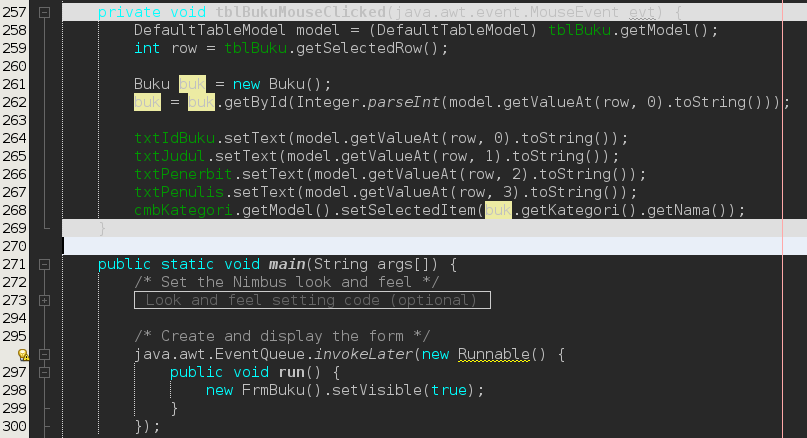 257 private void tblBukuMouseClicked(java.awt.event.MouseEvent evt) {
258 DefaultTableModel model = (DefaultTableModel) tblBuku.getModel();
259 int row = tblBuku.getSelectedRow();
260
261 Buku buk = new Buku();
262 buk = buk.getById(Integer.parseInt(model.getValueAt(row, 0).toString()));
263
264 txtIdBuku.setText(model.getValueAt(row, 0).toString());
265 txtJudul.setText(model.getValueAt(row, 1).toString());
266 txtPenerbit.setText(model.getValueAt(row, 2).toString());
267 txtPenulis.setText(model.getValueAt(row, 3).toString());
268 cmbKategori.getModel().setSelectedItem(buk.getKategori().getNama());
269 }
270
271 public static void main(String args[]) {
272 /* Set the Nimbus look and feel */
273 Look and feel setting code (optional)
294
295 /* Create and display the form */
java.awt.EventQueue.invokeLater(new Runnable() {
297 public void run() {
298 new FrmBuku().setVisible(true);
299 }
300 });